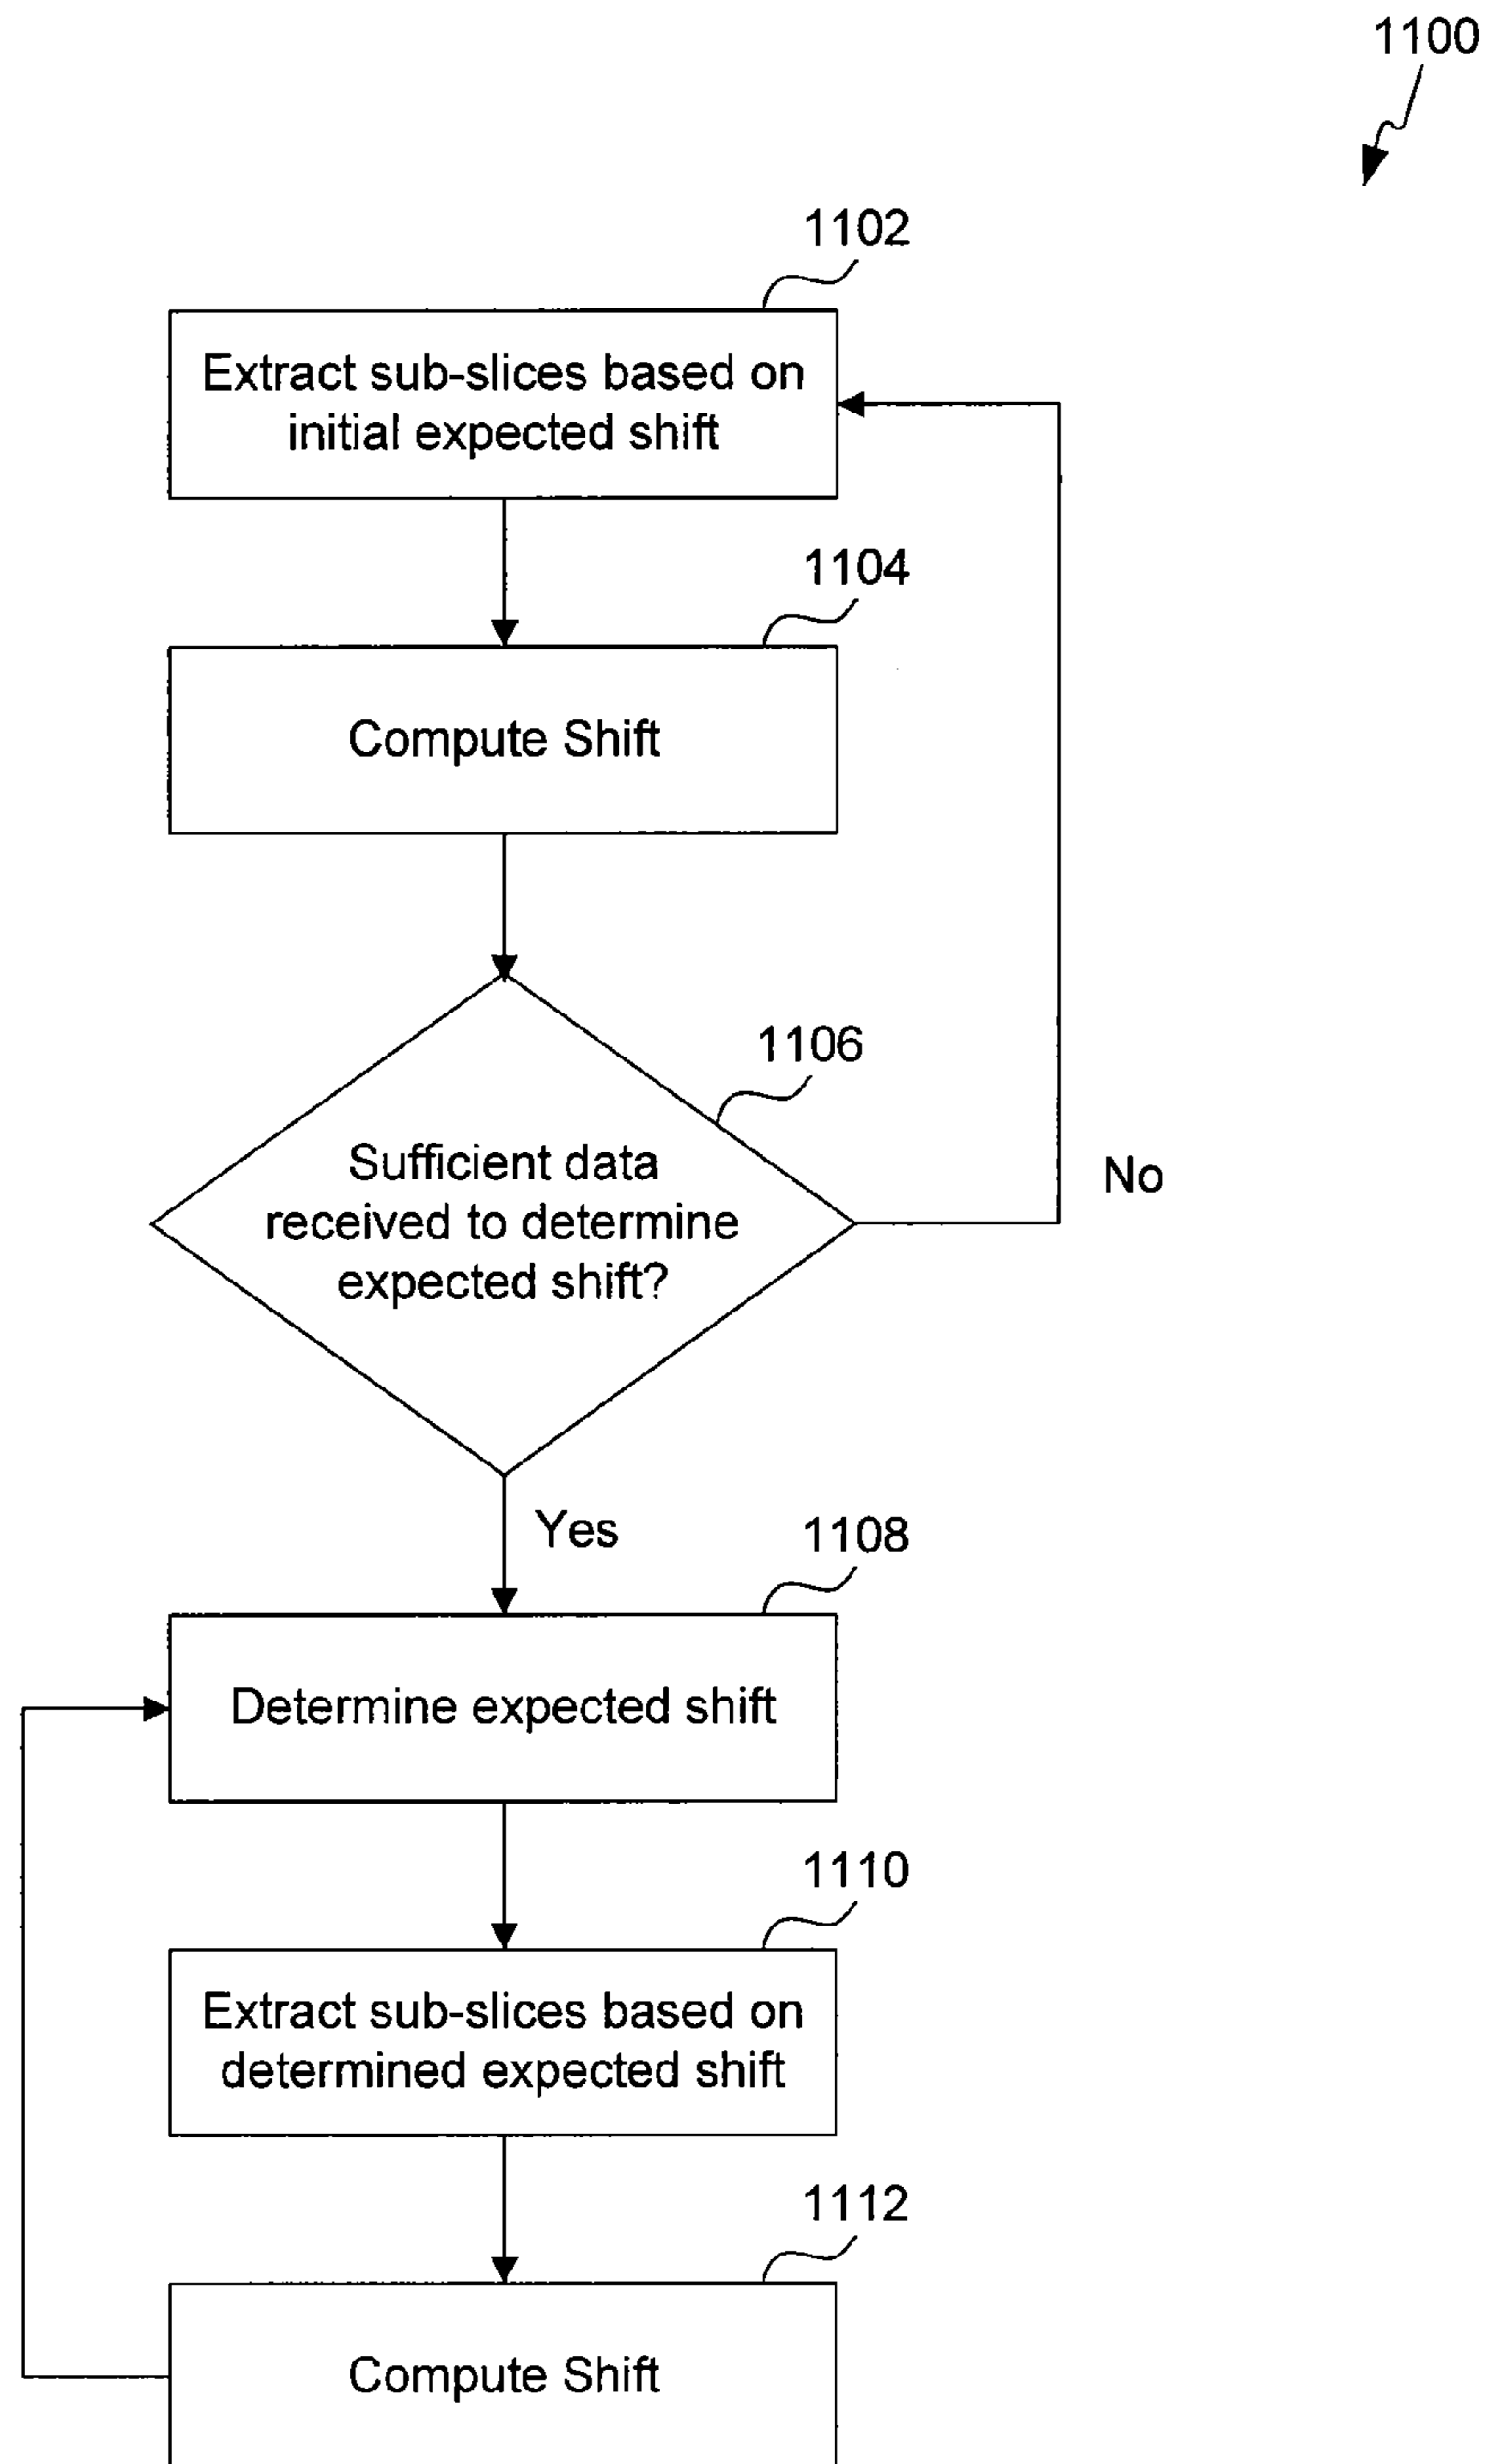 1100
1102
Extract sub-slices based on
initial expected shift
1104
Compute Shift
1106
Sufficient data
received to determine
expected shift?
No
Yes
1108
Determine expected shift
1110
Extract sub-slices based on
determined expected shift
1112
Compute Shift